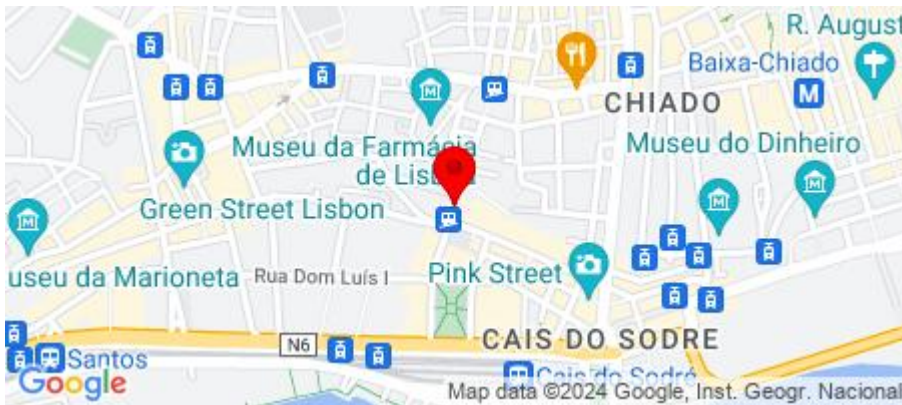 R. August
Baixa-Chiado
M
CHIADO
Museu da Farmácia
de Lisboa
Museu do Dinheiro
Green Street Lisbon
useu da Marioneta
Rua Dom Luís I
Pink Street
N6
CAIS DO SODRE
Santos
Cais do Sodré
Google
Map data ©2024 Google, Inst. Geogr. Nacional